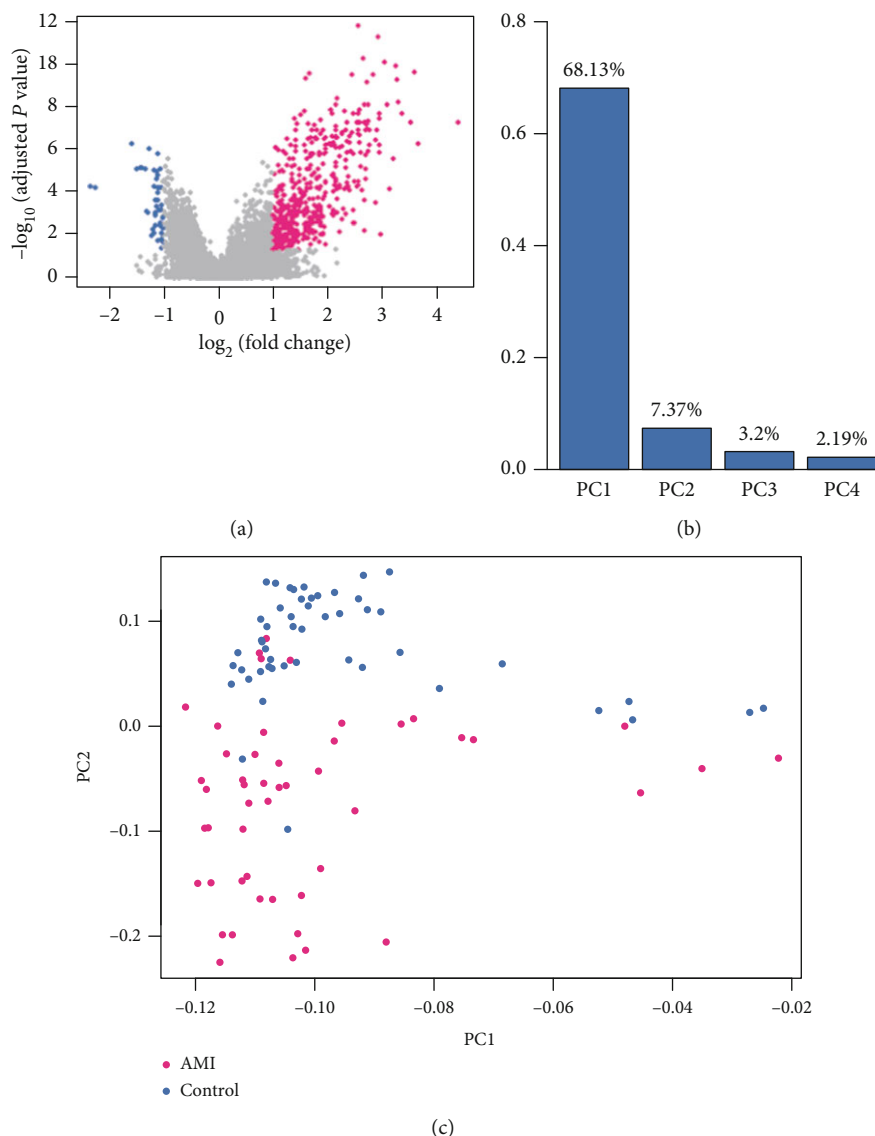 12
18
8
6
4
2
0
−log10 (adjusted P value)
−2
−1
0
1
2
3
4
log2 (fold change)
(a)
0.8
0.6
0.4
0.2
0.0
68.13%
7.37%
3.2%
2.19%
PC1
PC2
PC3
PC4
(b)
0.1
0.0
−0.1
−0.2
PC2
−0.12
−0.10
−0.08
−0.06
−0.04
−0.02
PC1
AMI
Control
(c)